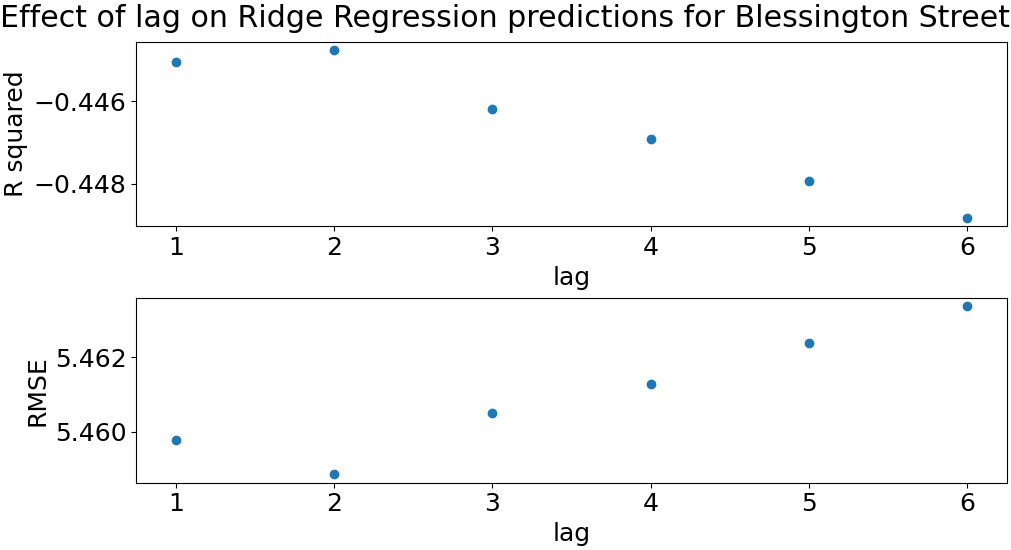 Effect of lag on Ridge Regression predictions for Blessington Street
R squared
−0.446
−0.448
1 2 3 4 5 6
lag
RMSE
5.462
5.460
1 2 3 4 5 6
lag